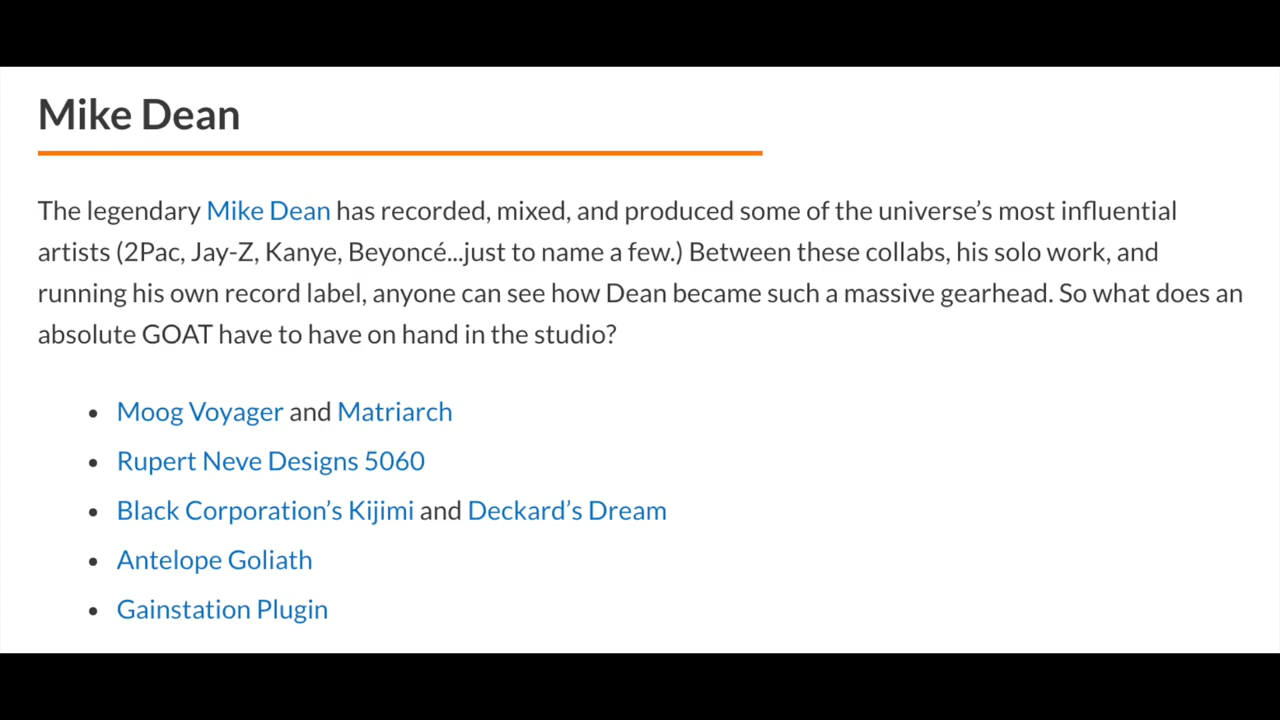 Mike Dean
The legendary Mike Dean has recorded, mixed, and produced some of the universe’s most influential
artists (2Pac, Jay-Z, Kanye, Beyoncé...just to name a few.) Between these collabs, his solo work, and
running his own record label, anyone can see how Dean became such a massive gearhead. So what does an
absolute GOAT have to have on hand in the studio?
• Moog Voyager and Matriarch
• Rupert Neve Designs 5060
• Black Corporation’s Kijimi and Deckard’s Dream
• Antelope Goliath
• Gainstation Plugin